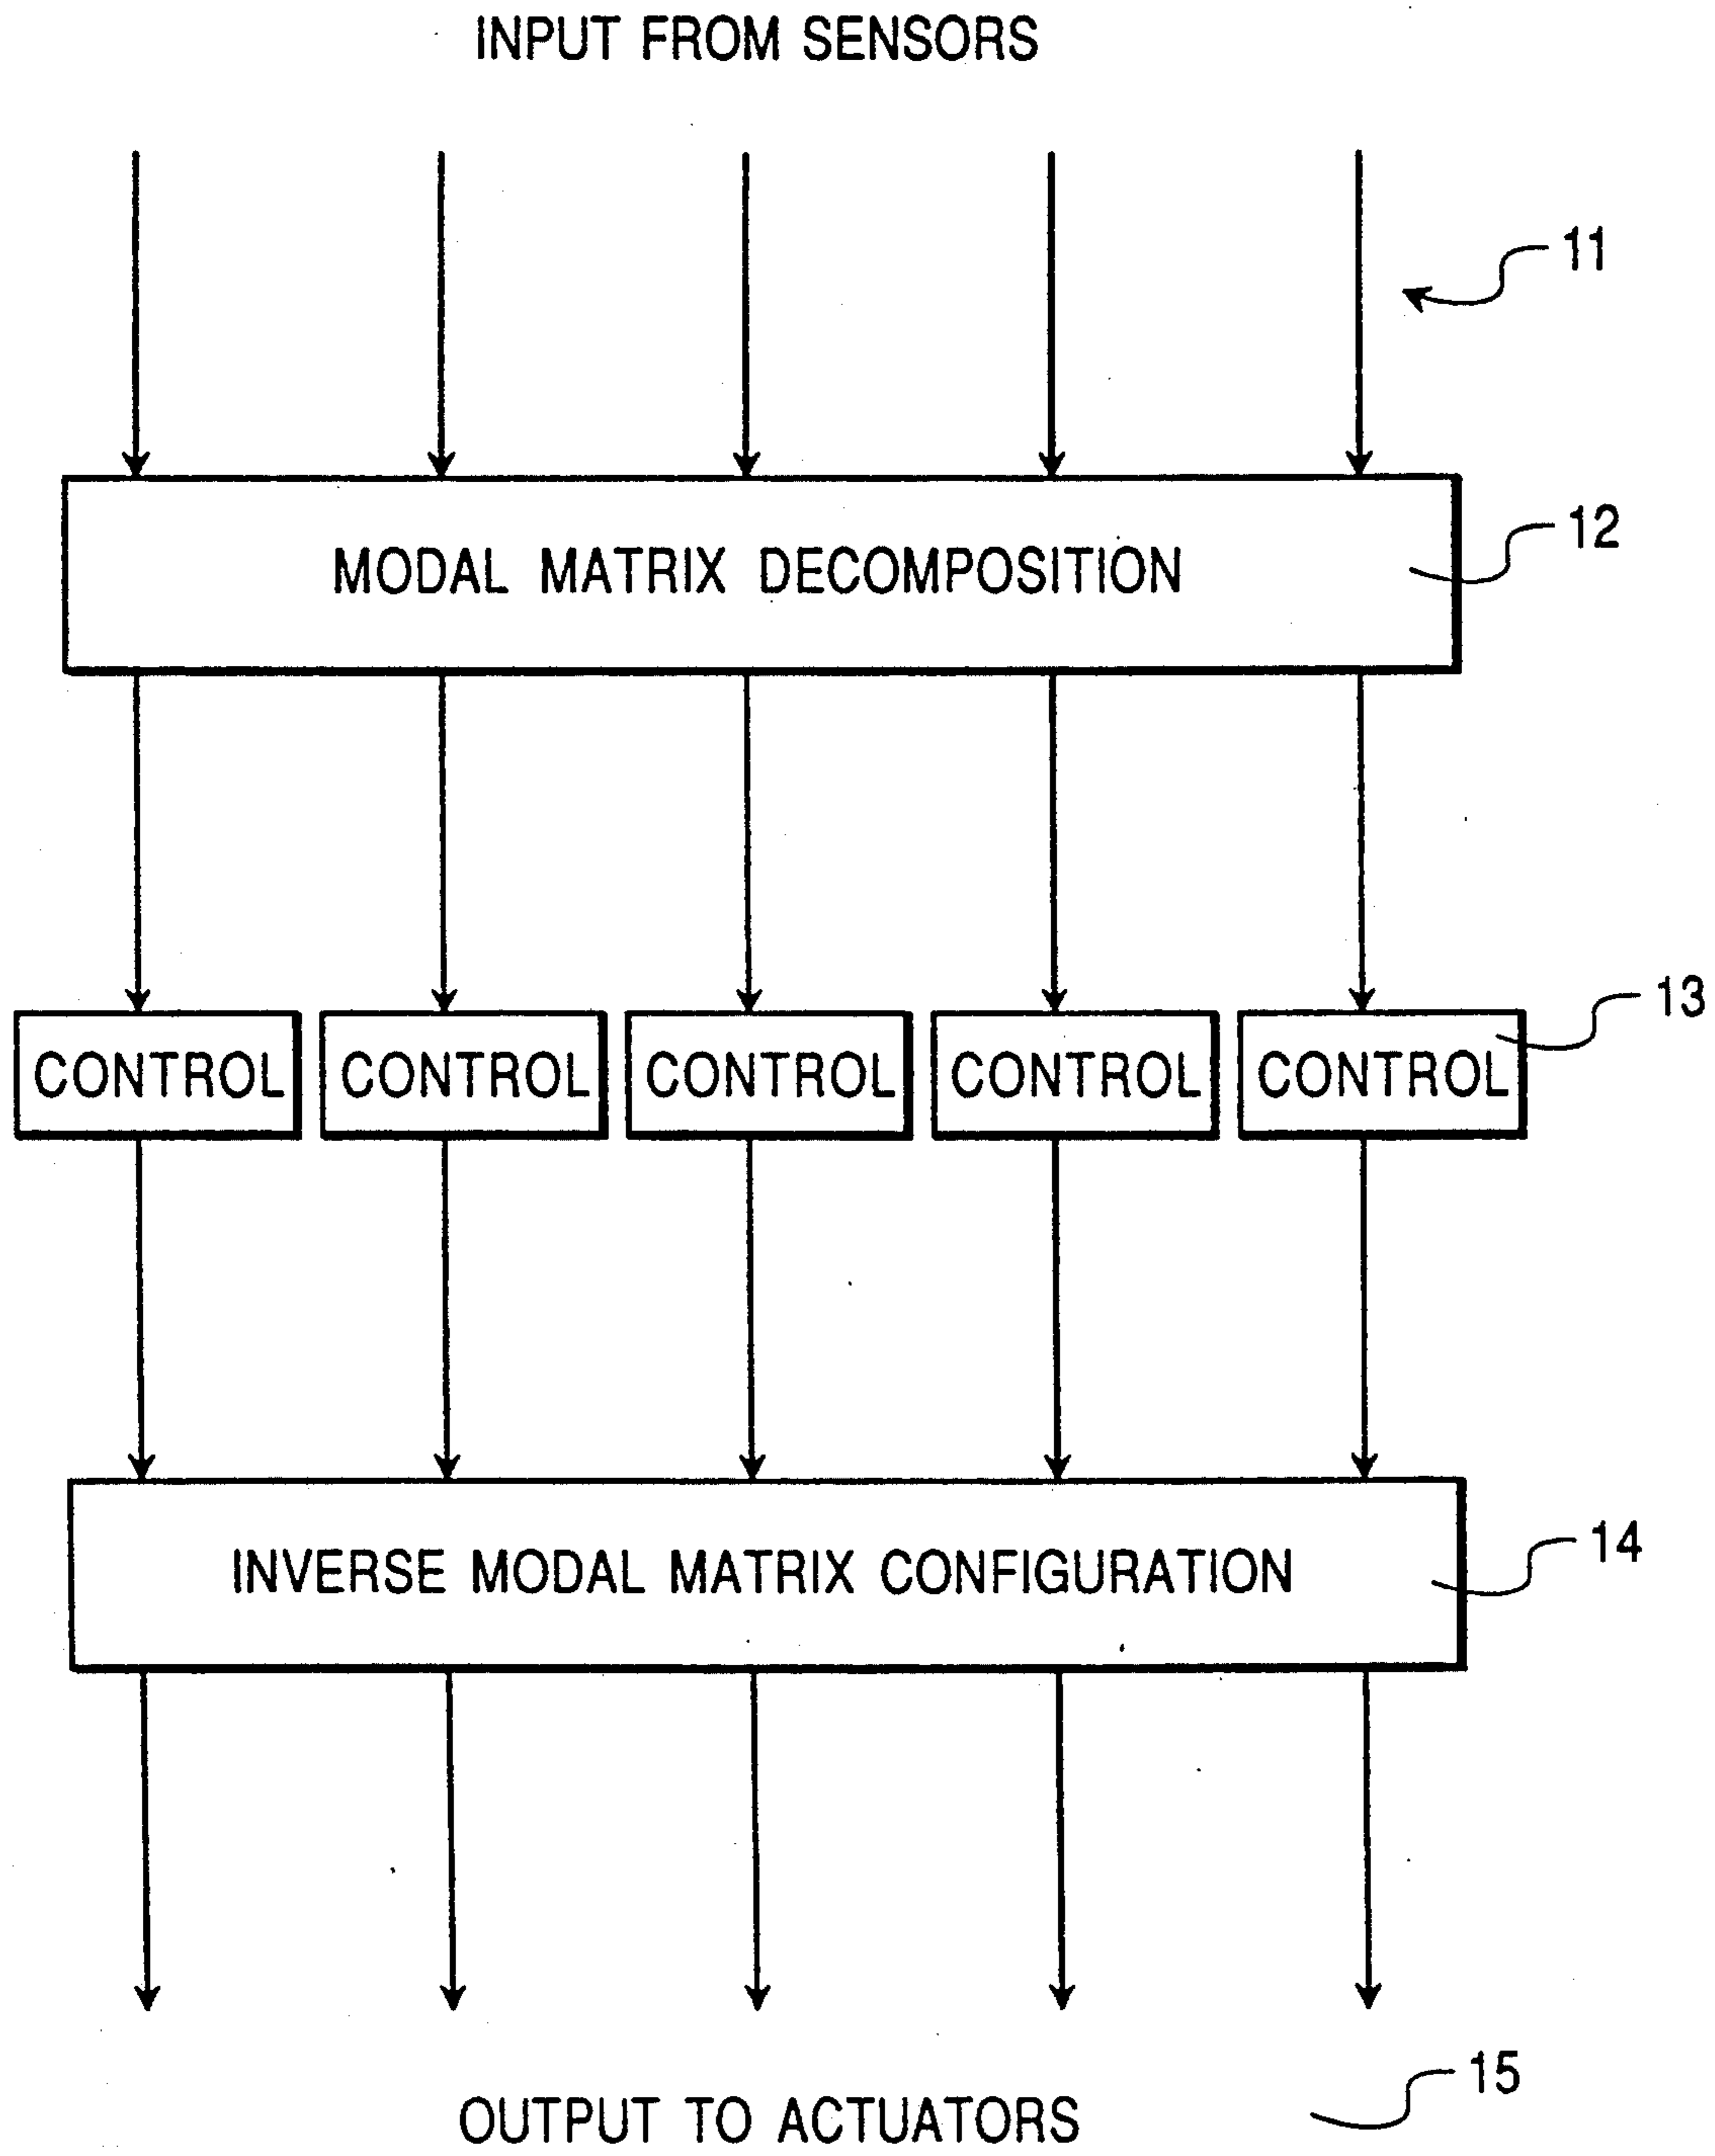 INPUT FROM SENSORS
11
MODAL MATRIX DECOMPOSITION
12
13
CONTROL CONTROL CONTROL CONTROL CONTROL
INVERSE MODAL MATRIX CONFIGURATION
14
15
OUTPUT TO ACTUATORS